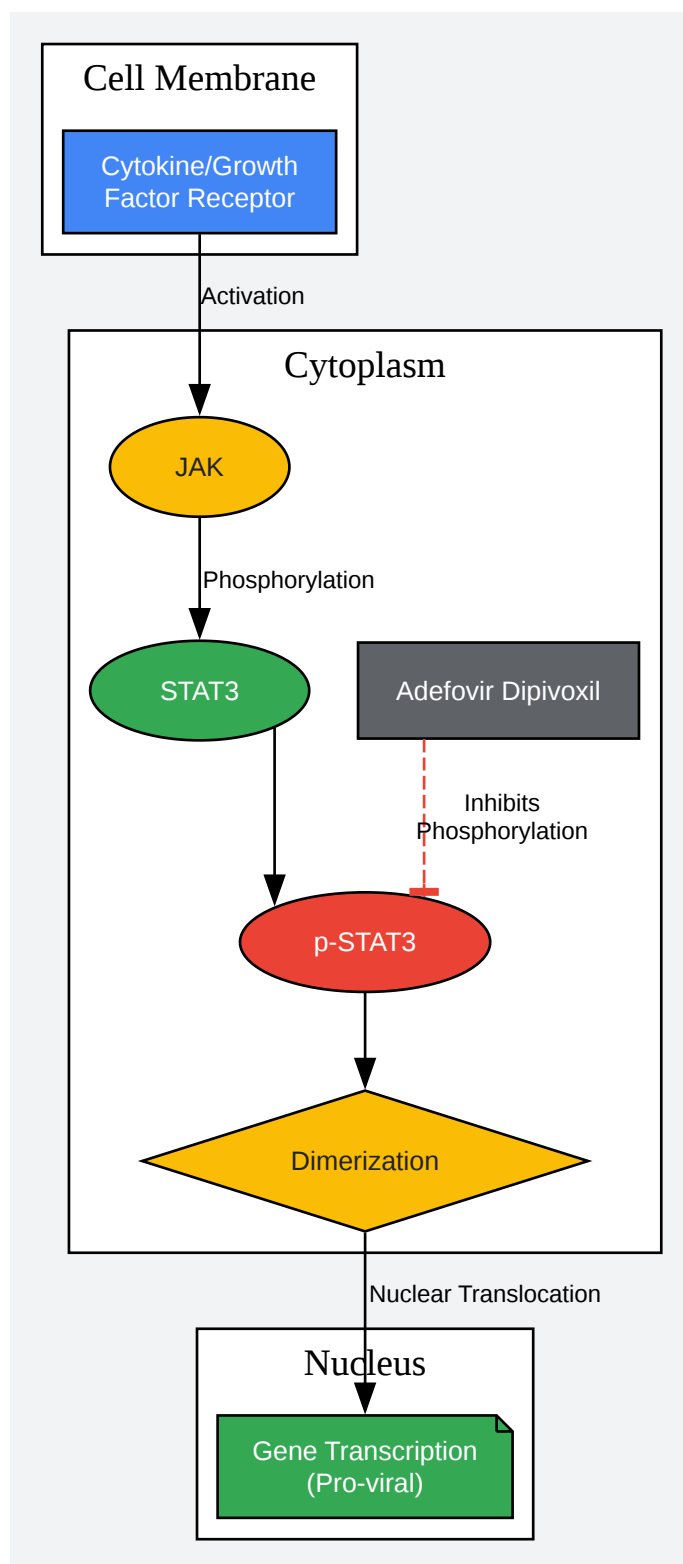 Cell Membrane
Cytokine/Growth
Factor Receptor
Activation
Cytoplasm
JAK
Phosphorylation
STAT3
Adefovir Dipivoxil
Inhibits
Phosphorylation
p-STAT3
Dimerization
Nuclear Translocation
Nucleus
Gene Transcription
(Pro-viral)